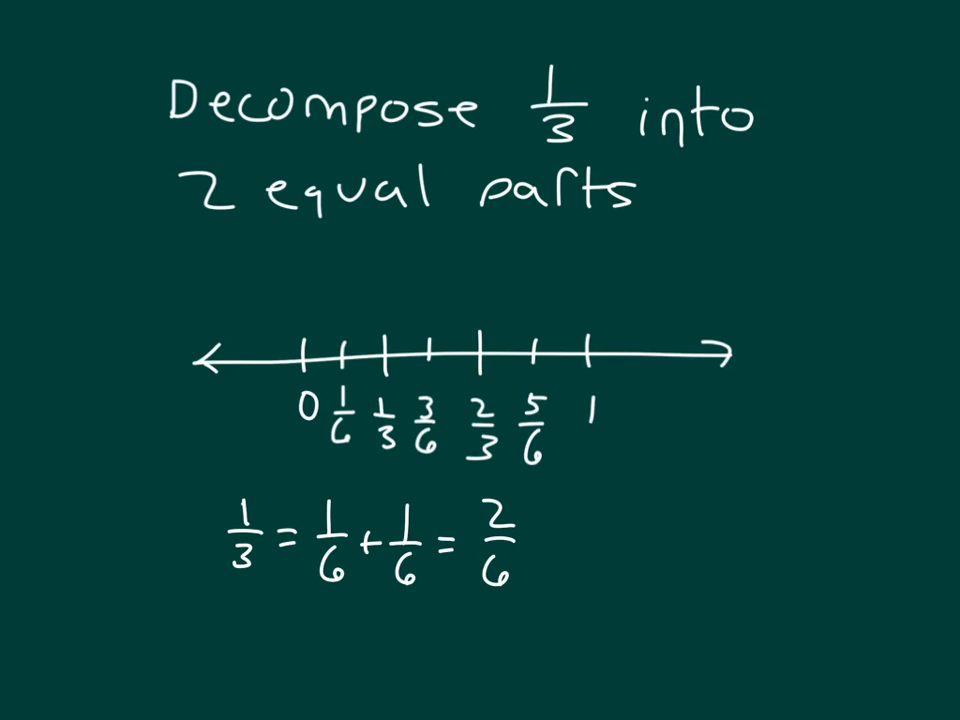 Decompose 1/3 into
2 equal parts
0 1/6 1/3 3/6 2/3 5/6 1
1/3 = 1/6 + 1/6 = 2/6